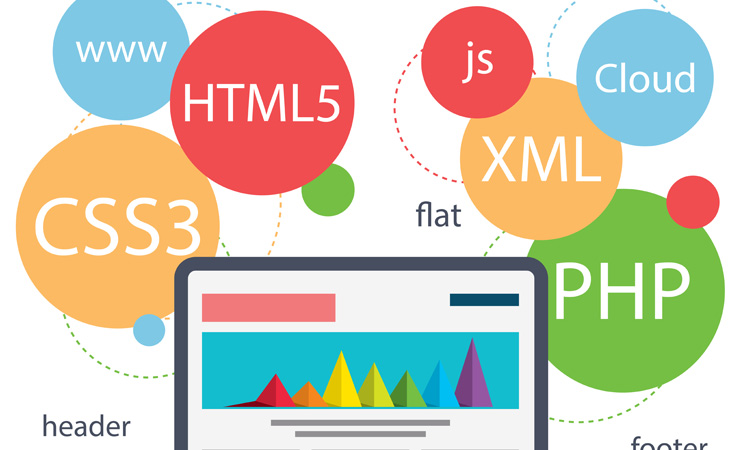 www
HTML5
js
Cloud
XML
CSS3
flat
PHP
header
footer